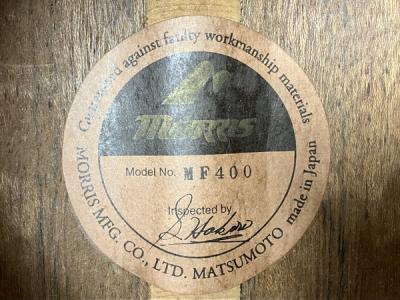 Guaranteed against faulty workmanship materials
MORRIS
Model No. MF400
Inspected by
MORRIS MFG. CO., LTD. MATSUMOTO made in Japan